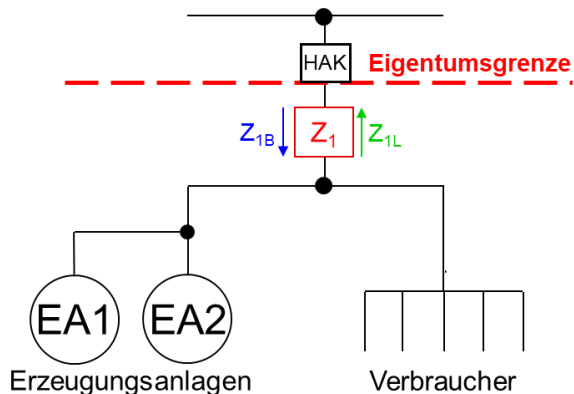 HAK
Eigentumsgrenze
Z1B Z1 Z1L
EA1 EA2
Erzeugungsanlagen Verbraucher